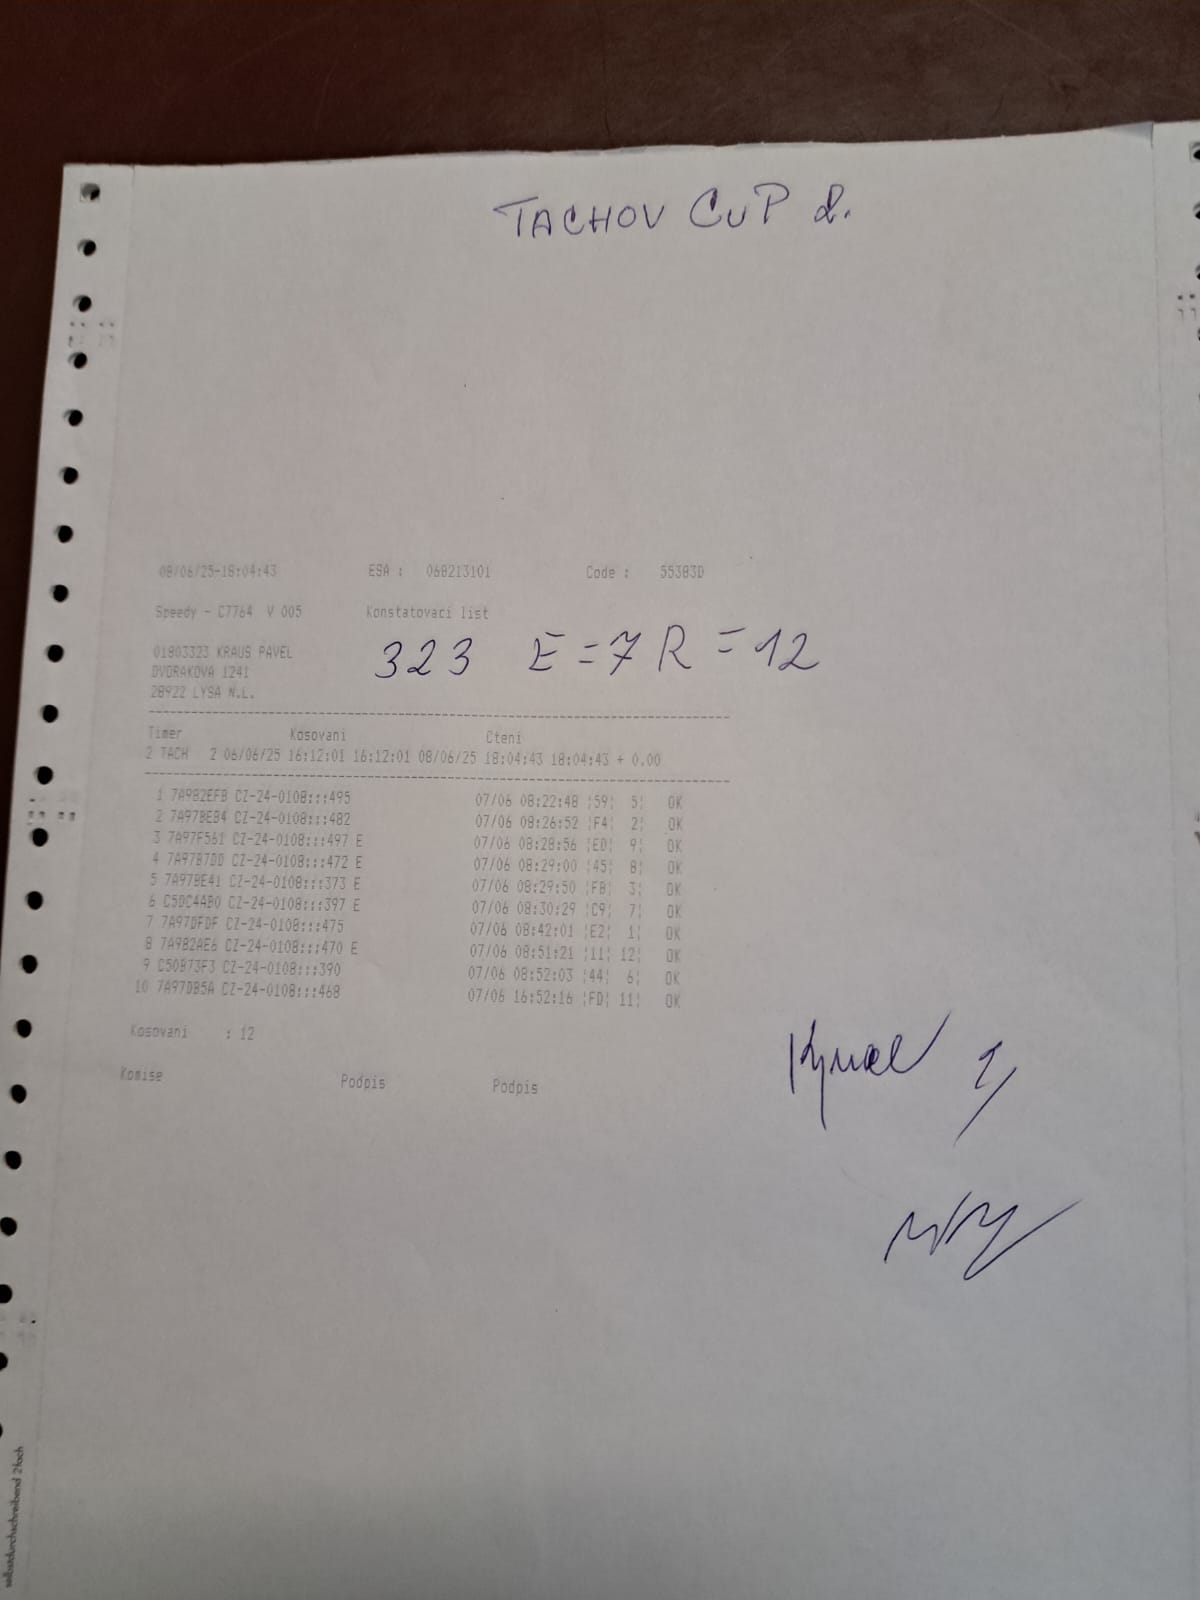 TACHOV CUP 2.
08/06/25-18:04:43 ESA : 068213101 Code : 55383D
Speedy - C7764 V 005 Konstatovaci list
01803323 KRAUS PAVEL
323 E=7 R=12
DVORAKOVA 1241
28922 LYSA N.L.
Timer Kosovani Cteni
2 TACH 2 06/06/25 16:12:01 16:12:01 08/06/25 18:04:43 18:04:43 + 0.00
1 7A982EFB CZ-24-0108:::495 07/06 08:22:48 ¦59¦ 5¦ OK
2 7A97BEB4 CZ-24-0108:::482 07/06 08:26:52 ¦F4¦ 2¦ OK
3 7A97F561 CZ-24-0108:::497 E 07/06 08:28:56 ¦ED¦ 9¦ OK
4 7A97B7DD CZ-24-0108:::472 E 07/06 08:29:00 ¦45¦ 8¦ OK
5 7A97BE41 CZ-24-0108:::373 E 07/06 08:29:50 ¦FB¦ 3¦ OK
6 C5DC4AB0 CZ-24-0108:::397 E 07/06 08:30:29 ¦C9¦ 7¦ OK
7 7A97DFDF CZ-24-0108:::475 07/06 08:42:01 ¦E2¦ 1¦ OK
8 7A982AE6 CZ-24-0108:::470 E 07/06 08:51:21 ¦11¦ 12¦ OK
9 C50B73F3 CZ-24-0108:::390 07/06 08:52:03 ¦44¦ 6¦ OK
10 7A97DB5A CZ-24-0108:::468 07/06 16:52:16 ¦FD¦ 11¦ OK
Kosovani : 12
Komise Podpis Podpis
selbstdurchschreibend 2fach